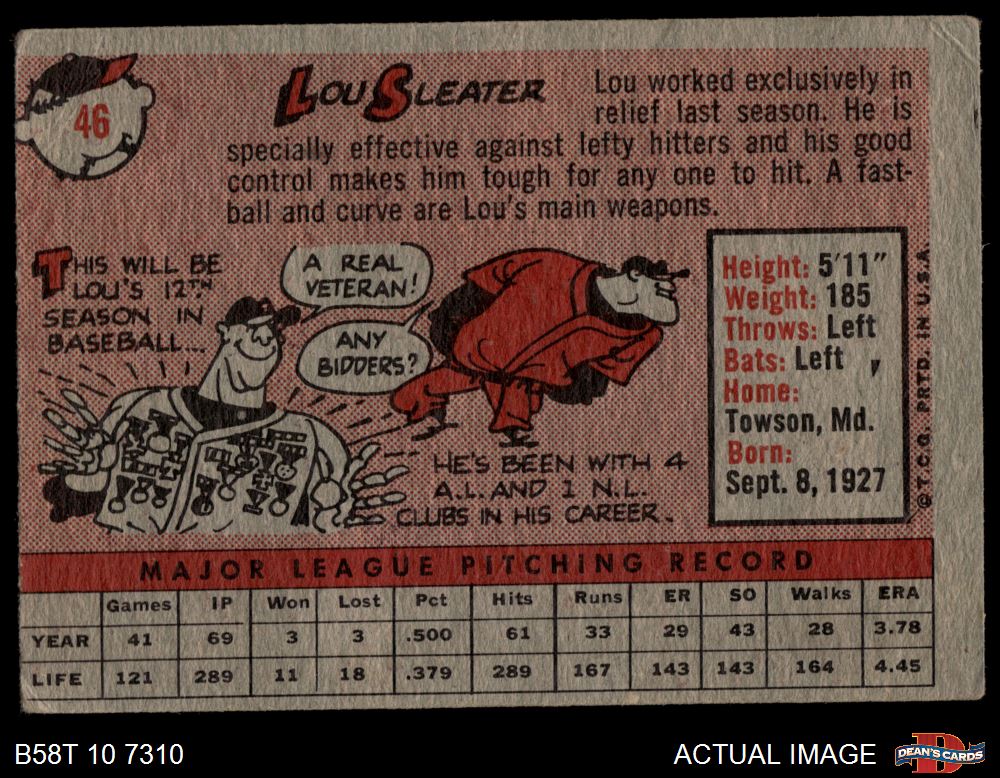 46
LOU SLEATER
Lou worked exclusively in
relief last season. He is
specially effective against lefty hitters and his good
control makes him tough for any one to hit. A fast-
ball and curve are Lou's main weapons.
THIS WILL BE
LOU'S 12TH
SEASON IN
BASEBALL...
A REAL
VETERAN!
ANY
BIDDERS?
HE'S BEEN WITH 4
A.L. AND 1 N.L.
CLUBS IN HIS CAREER.
Height: 5'11"
Weight: 185
Throws: Left
Bats: Left
Home:
Towson, Md.
Born:
Sept. 8, 1927
© T.C.G. PRTD. IN U.S.A.
MAJOR LEAGUE PITCHING RECORD
Games IP Won Lost Pct Hits Runs ER SO Walks ERA
YEAR 41 69 3 3 .500 61 33 29 43 28 3.78
LIFE 121 289 11 18 .379 289 167 143 143 164 4.45
B58T 10 7310
ACTUAL IMAGE
D
DEAN'S CARDS